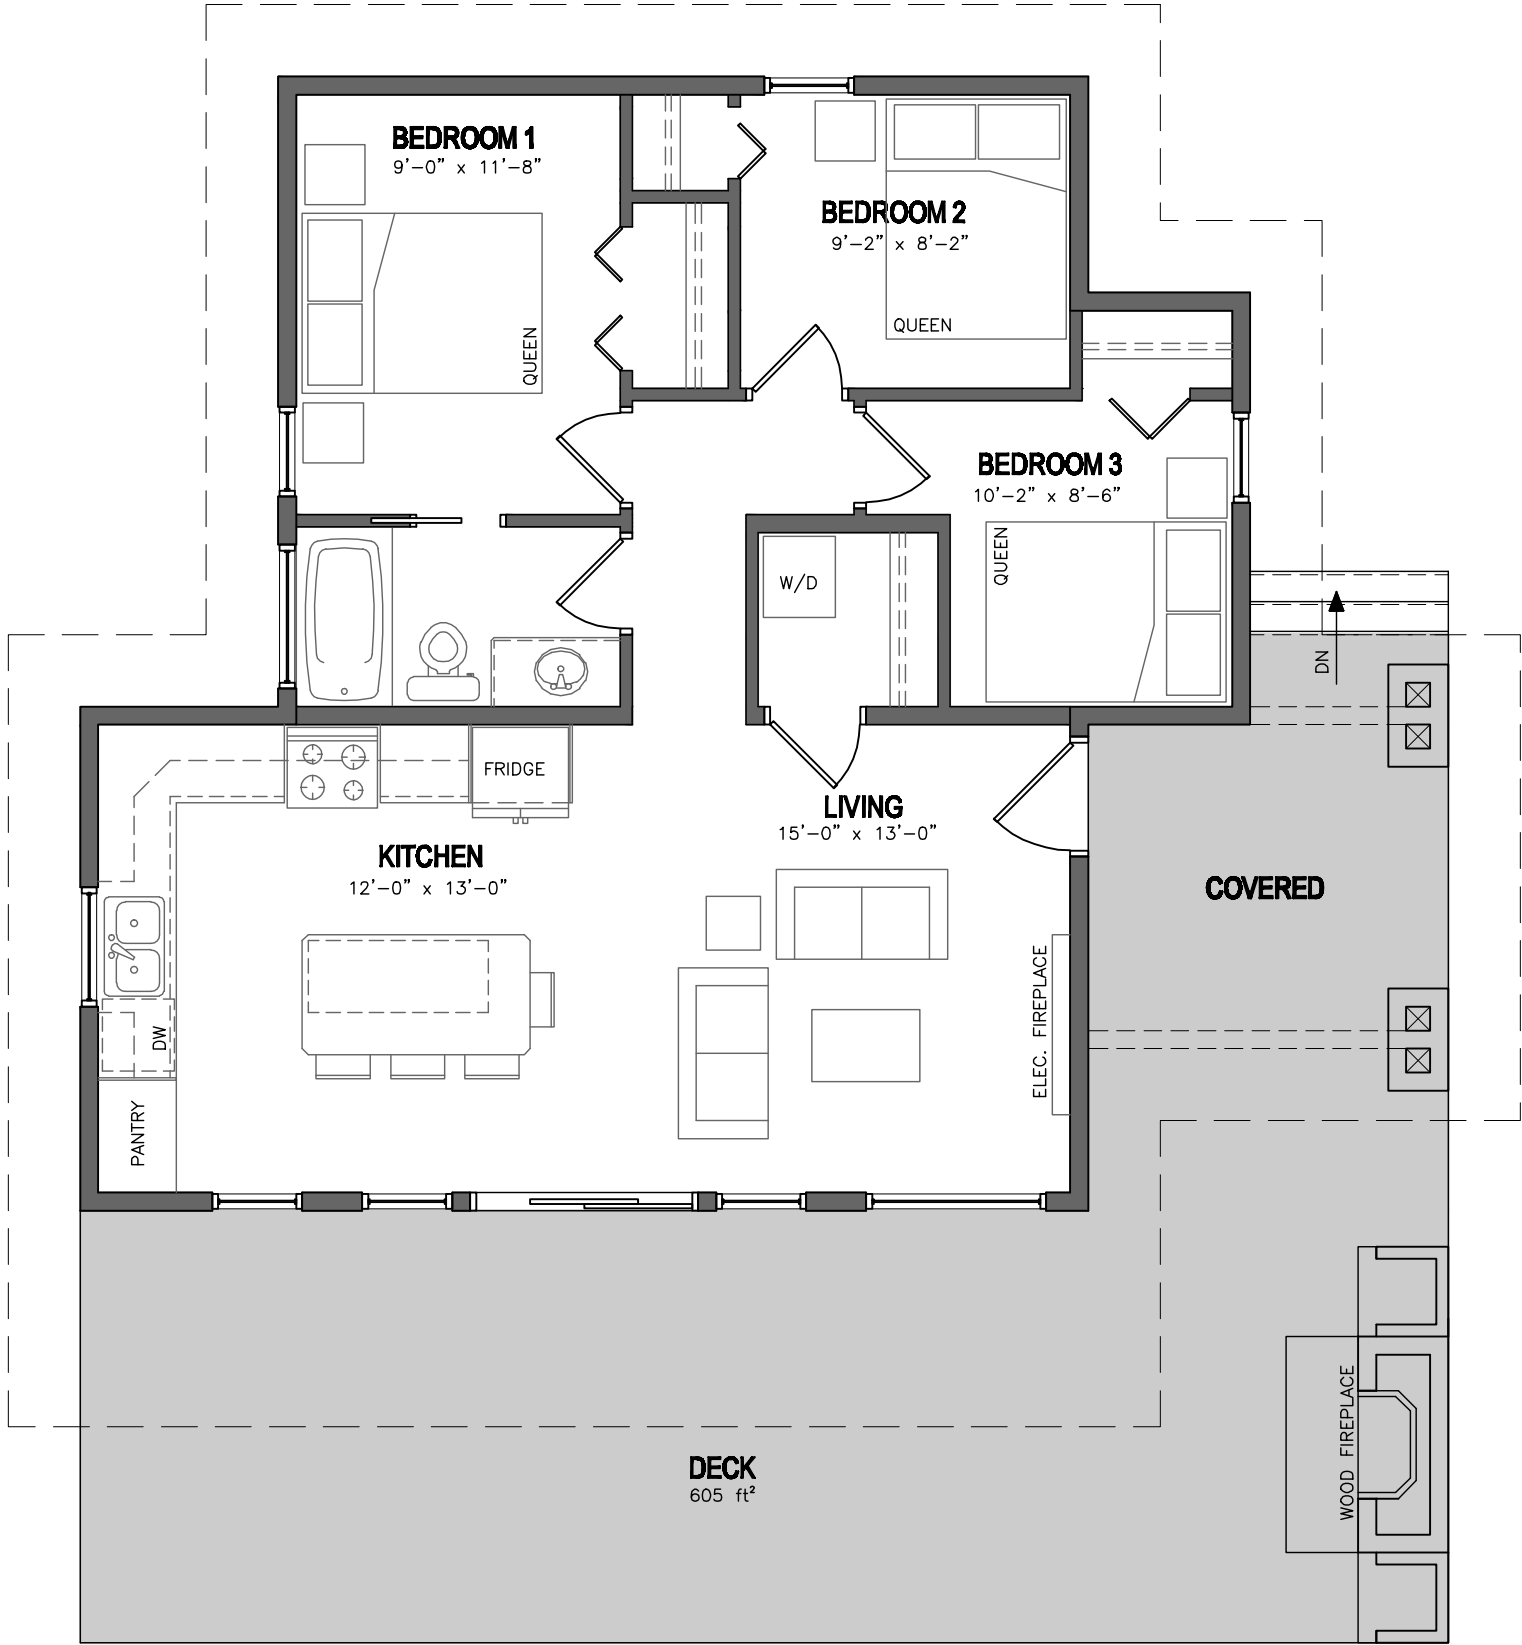 BEDROOM 1
9'-0" x 11'-8"
QUEEN
BEDROOM 2
9'-2" x 8'-2"
QUEEN
BEDROOM 3
10'-2" x 8'-6"
QUEEN
W/D
DN
FRIDGE
LIVING
15'-0" x 13'-0"
KITCHEN
12'-0" x 13'-0"
COVERED
ELEC. FIREPLACE
DW
PANTRY
WOOD FIREPLACE
DECK
605 ft²